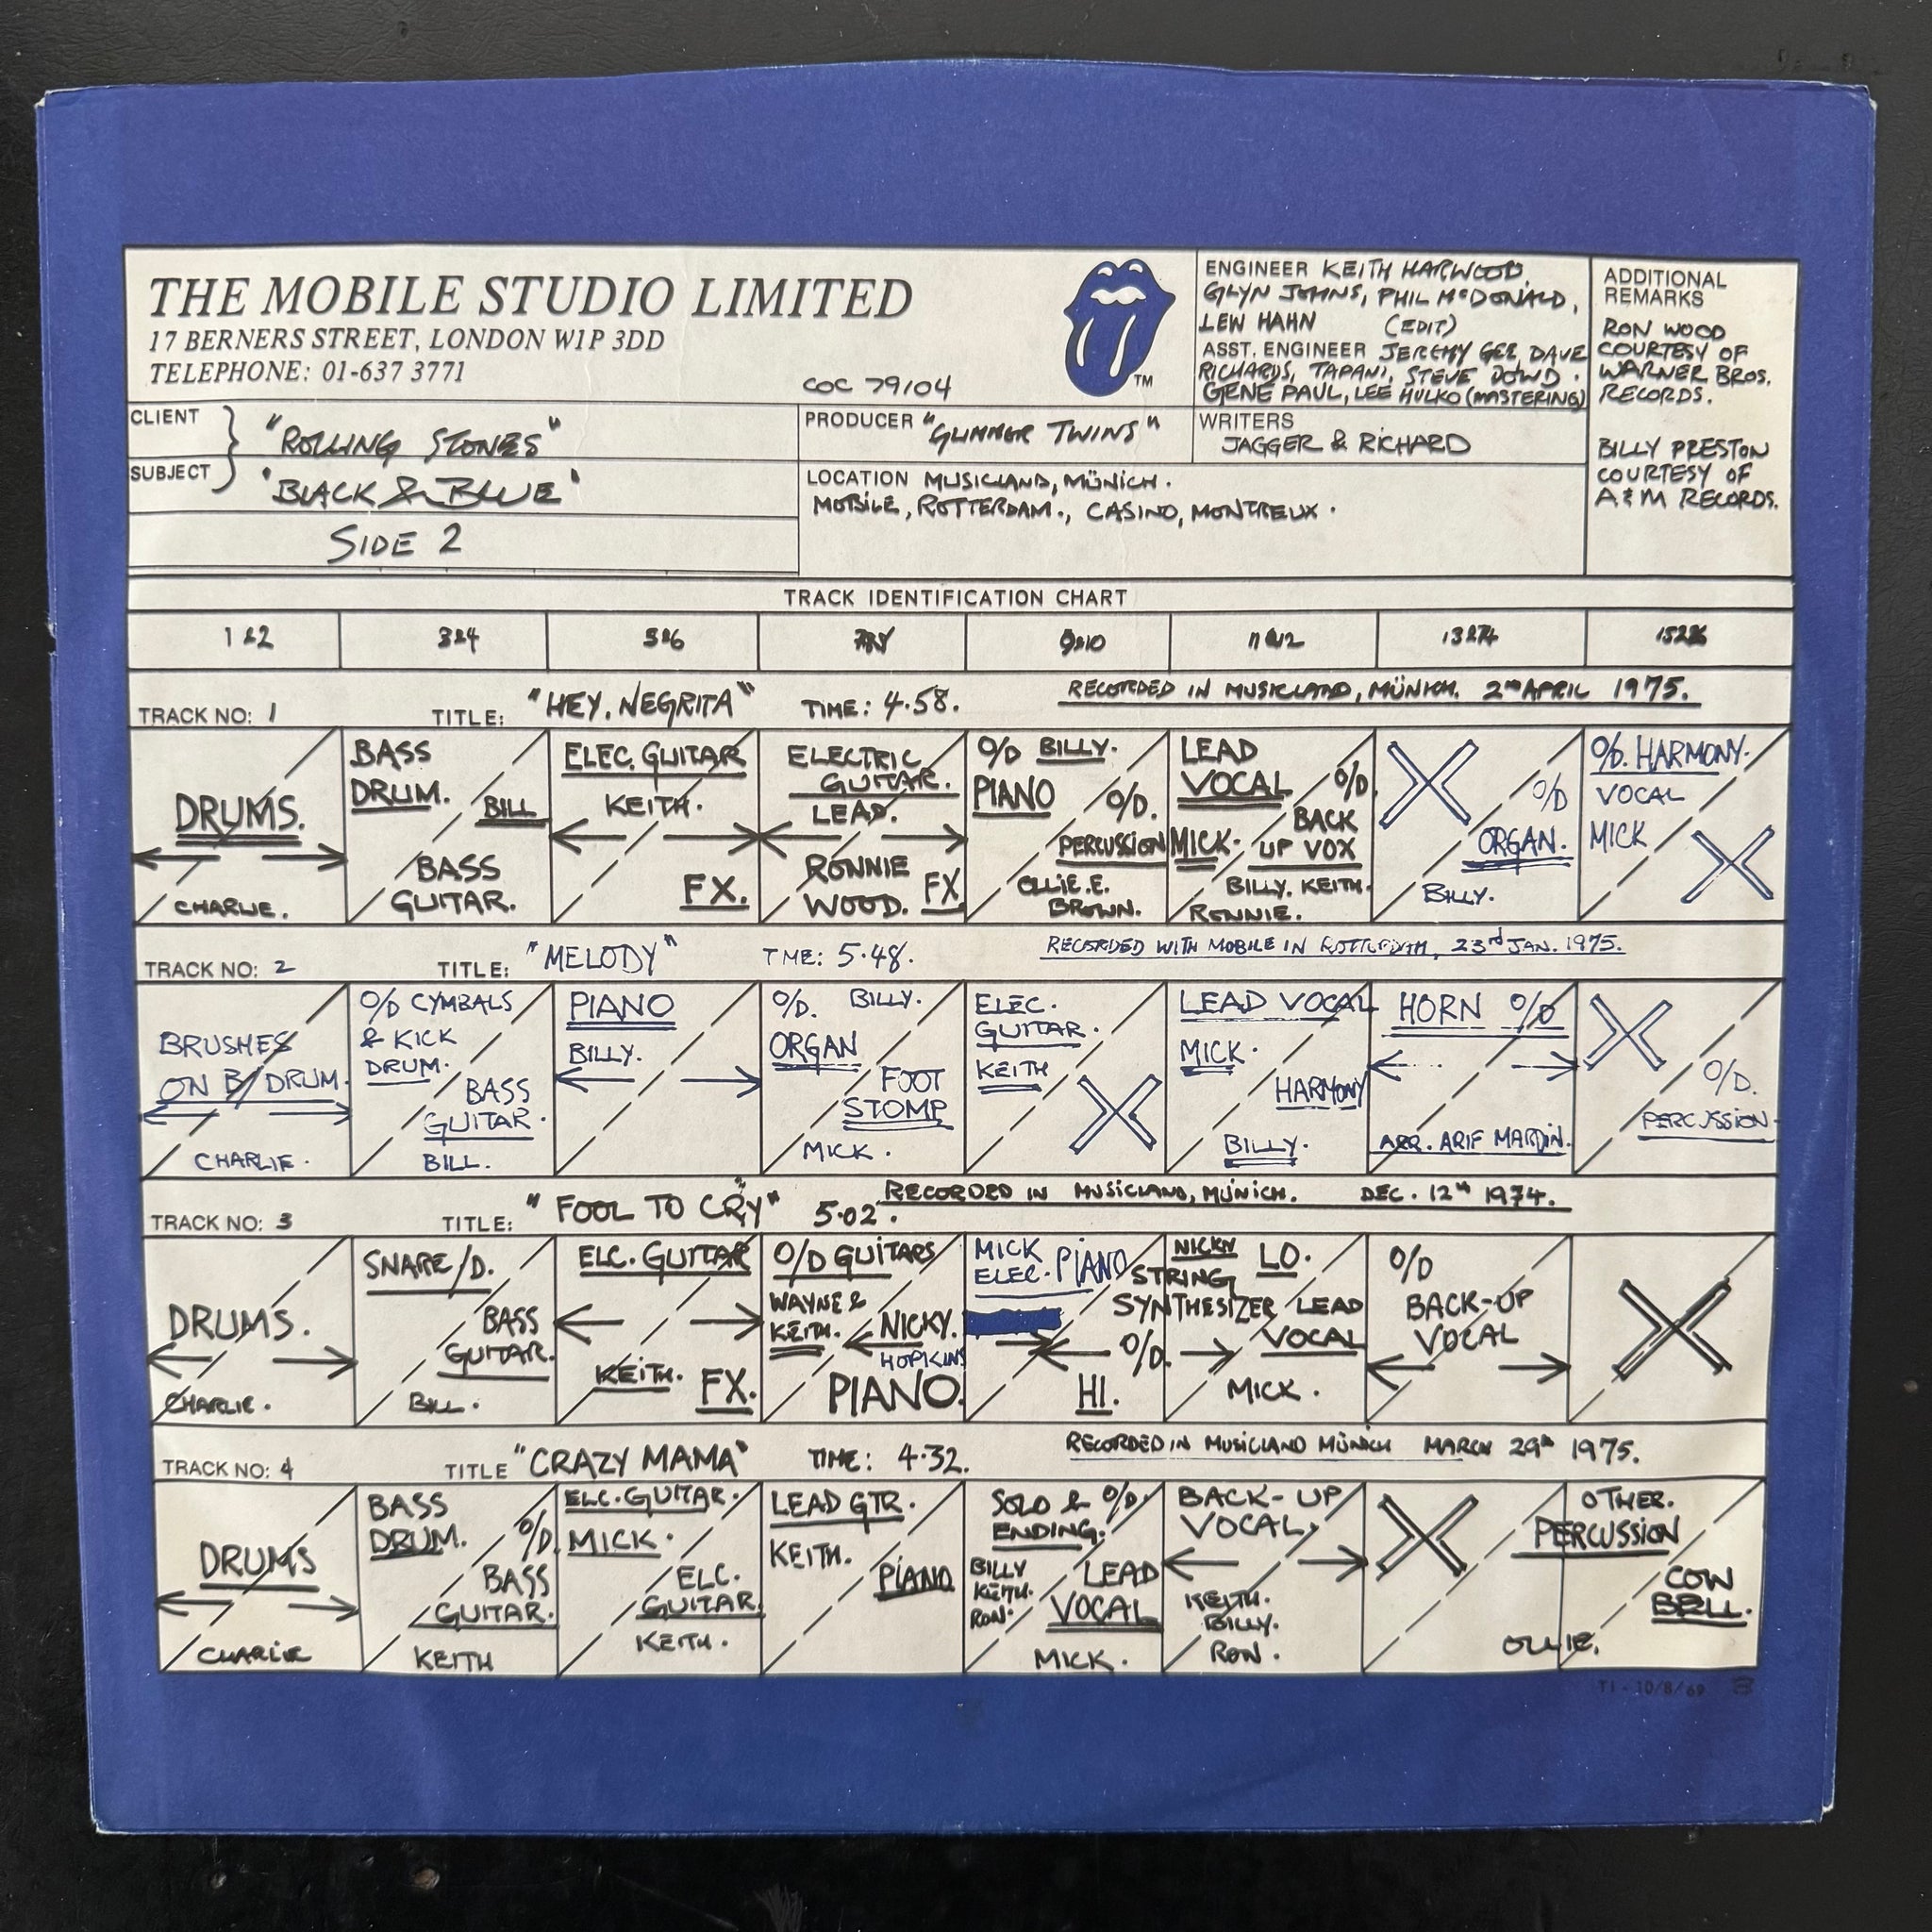 THE MOBILE STUDIO LIMITED
17 BERNERS STREET, LONDON W1P 3DD
TELEPHONE: 01-637 3771
COC 79104
TM
ENGINEER KEITH HARWOOD,
GLYN JOHNS, PHIL McDONALD,
LEW HAHN (EDIT)
ASST. ENGINEER JEREMY GEE, DAVE
RICHARDS, TAPANI, STEVE DOWD.
GENE PAUL, LEE HULKO (MASTERING)
ADDITIONAL
REMARKS
RON WOOD
COURTESY OF
WARNER BROS.
RECORDS.
BILLY PRESTON
COURTESY OF
A & M RECORDS.
CLIENT
"ROLLING STONES"
SUBJECT
"BLACK & BLUE"
SIDE 2
PRODUCER "GLIMMER TWINS"
WRITERS
JAGGER & RICHARD
LOCATION MUSICLAND, MÜNICH.
MOBILE, ROTTERDAM., CASINO, MONTREUX.
TRACK IDENTIFICATION CHART
1 & 2
3 & 4
5 & 6
7 & 8
9 & 10
11 & 12
13 & 14
15 & 16
TRACK NO: 1
TITLE: "HEY, NEGRITA"
TIME: 4.58.
RECORDED IN MUSICLAND, MÜNICH. 2nd APRIL 1975.
DRUMS.
CHARLIE.
BASS
DRUM.
BILL
BASS
GUITAR.
ELEC. GUITAR
KEITH.
FX.
ELECTRIC
GUITAR.
LEAD.
RONNIE
WOOD. FX
O/D BILLY.
PIANO
O/D.
PERCUSSION
OLLIE.E.
BROWN.
LEAD
VOCAL
MICK.
O/D
BACK
UP VOX
BILLY. KEITH.
RONNIE.
O/D
ORGAN.
BILLY.
O/D. HARMONY.
VOCAL
MICK
TRACK NO: 2
TITLE: "MELODY"
TIME: 5.48.
RECORDED WITH MOBILE IN ROTTERDAM, 23rd JAN. 1975.
BRUSHES
ON B/DRUM.
CHARLIE.
O/D CYMBALS
& KICK
DRUM.
BASS
GUITAR.
BILL.
PIANO
BILLY.
O/D. BILLY.
ORGAN
FOOT
STOMP
MICK.
ELEC.
GUITAR.
KEITH
LEAD VOCAL
MICK.
HARMONY
BILLY.
HORN O/D
ARR. ARIF MARDIN.
O/D.
PERCUSSION.
TRACK NO: 3
TITLE: "FOOL TO CRY"
5.02.
RECORDED IN MUSICLAND, MÜNICH. DEC. 12th 1974.
DRUMS.
CHARLIE.
SNARE/D.
BASS
GUITAR.
BILL.
ELC. GUITAR
KEITH.
FX.
O/D GUITARS
WAYNE &
KEITH.
NICKY.
HOPKINS
PIANO.
MICK
ELEC. PIANO
NICKY
STRING
SYNTHESIZER
O/D.
HI.
LO.
LEAD
VOCAL
MICK.
O/D
BACK-UP
VOCAL
TRACK NO: 4
TITLE "CRAZY MAMA"
TIME: 4.32.
RECORDED IN MUSICLAND MÜNICH MARCH 29th 1975.
DRUMS
CHARLIE
BASS
DRUM.
O/D
BASS
GUITAR.
KEITH
ELC. GUITAR.
MICK.
ELC.
GUITAR
KEITH.
LEAD GTR.
KEITH.
PIANO
SOLO & O/D.
ENDING.
BILLY
KEITH.
RON.
LEAD
VOCAL
MICK.
BACK-UP
VOCAL,
KEITH.
BILLY.
RON.
OTHER.
PERCUSSION
COW
BELL.
OLLIE.
T1 - 10/8/69 B